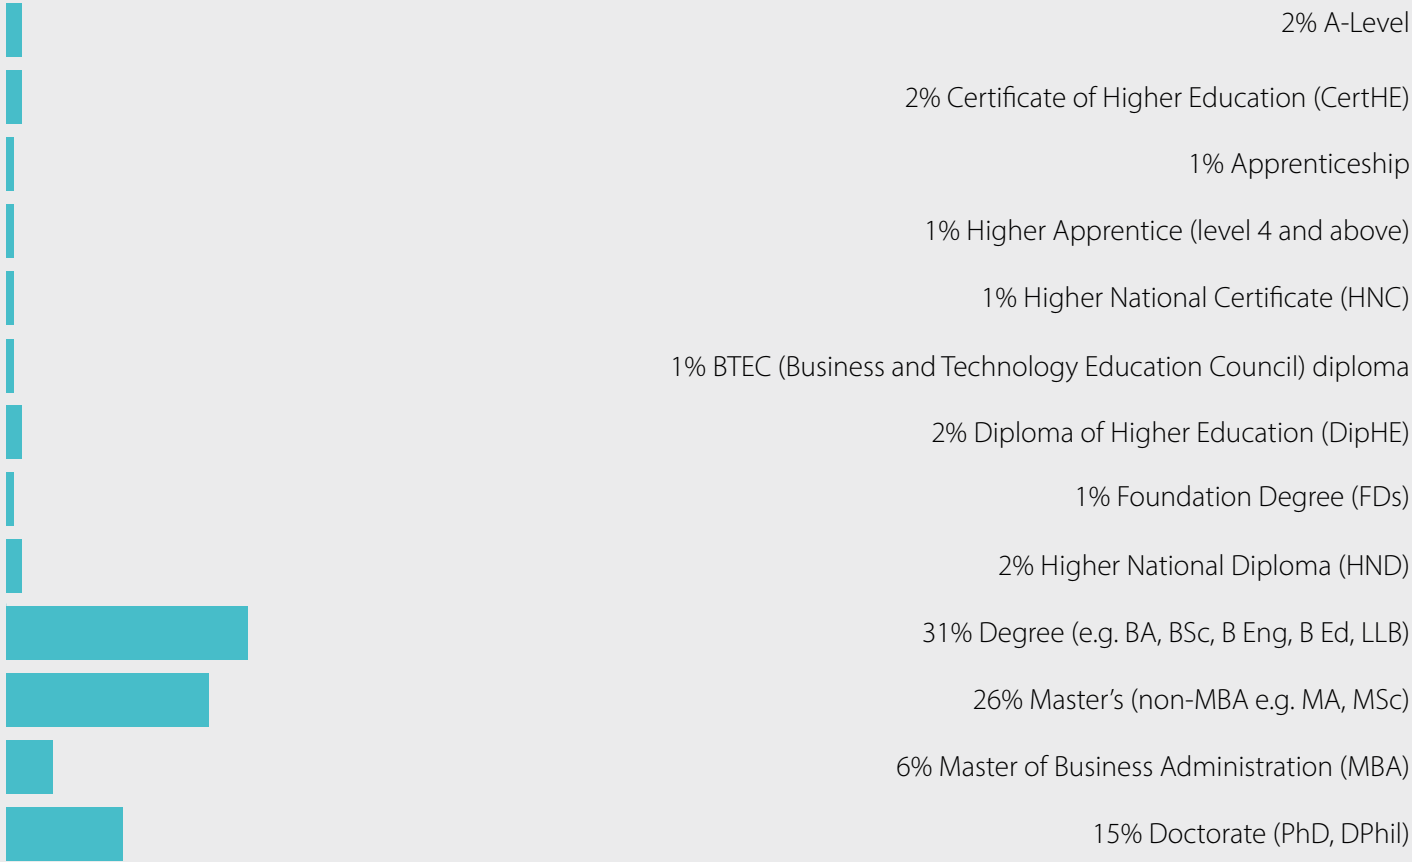 2% A-Level
2% Certificate of Higher Education (CertHE)
1% Apprenticeship
1% Higher Apprentice (level 4 and above)
1% Higher National Certificate (HNC)
1% BTEC (Business and Technology Education Council) diploma
2% Diploma of Higher Education (DipHE)
1% Foundation Degree (FDs)
2% Higher National Diploma (HND)
31% Degree (e.g. BA, BSc, B Eng, B Ed, LLB)
26% Master’s (non-MBA e.g. MA, MSc)
6% Master of Business Administration (MBA)
15% Doctorate (PhD, DPhil)